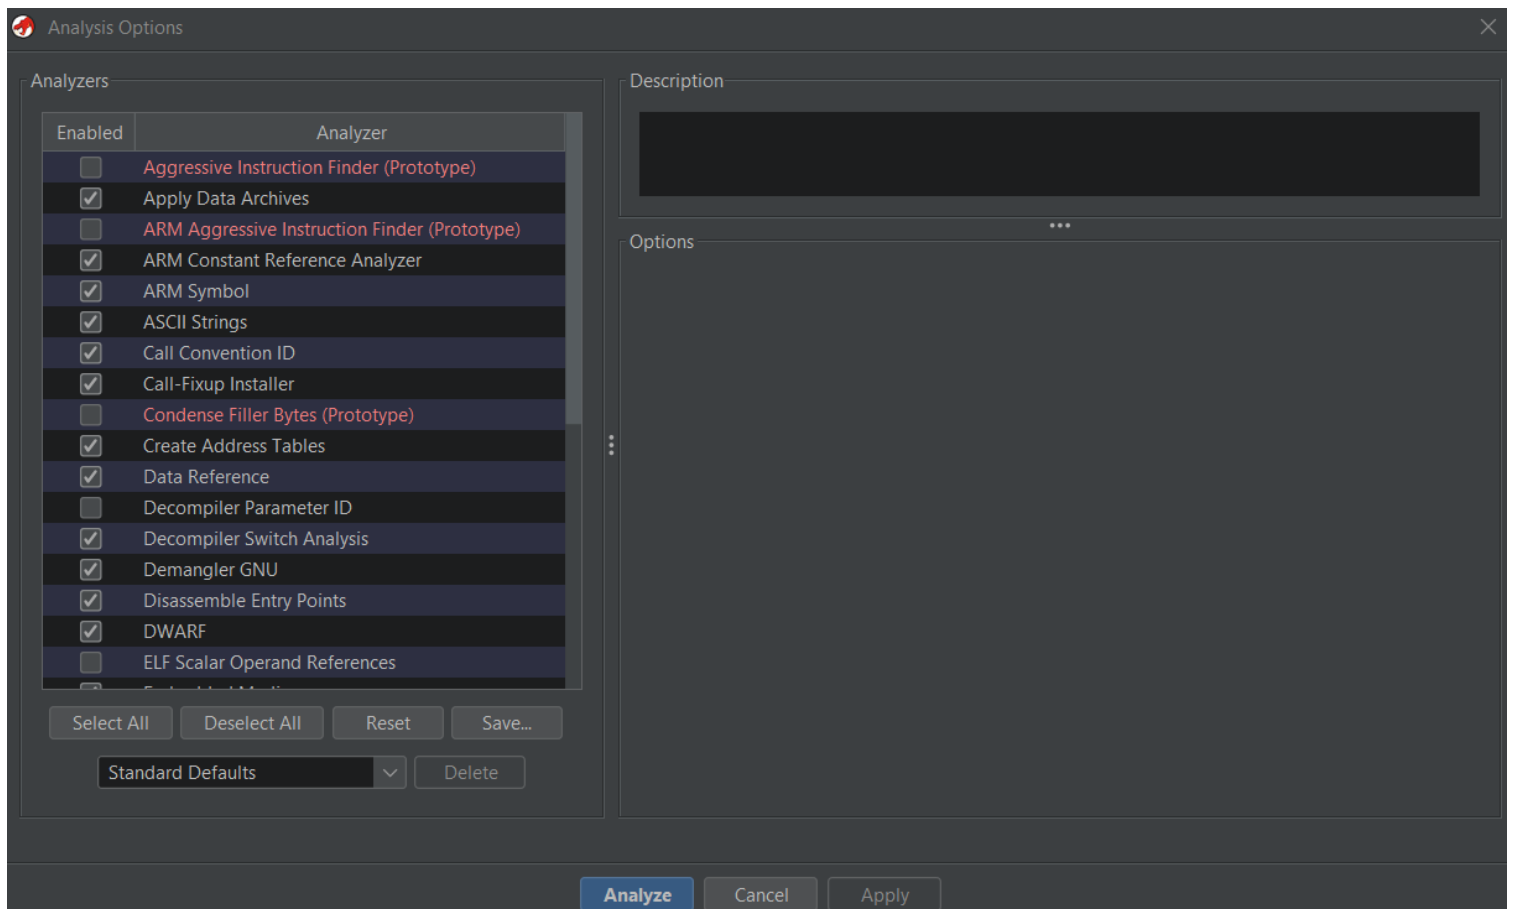 Analysis Options
Analyzers
Enabled Analyzer
Aggressive Instruction Finder (Prototype)
Apply Data Archives
ARM Aggressive Instruction Finder (Prototype)
ARM Constant Reference Analyzer
ARM Symbol
ASCII Strings
Call Convention ID
Call-Fixup Installer
Condense Filler Bytes (Prototype)
Create Address Tables
Data Reference
Decompiler Parameter ID
Decompiler Switch Analysis
Demangler GNU
Disassemble Entry Points
DWARF
ELF Scalar Operand References
Select All Deselect All Reset Save...
Standard Defaults Delete
Description
Options
Analyze Cancel Apply